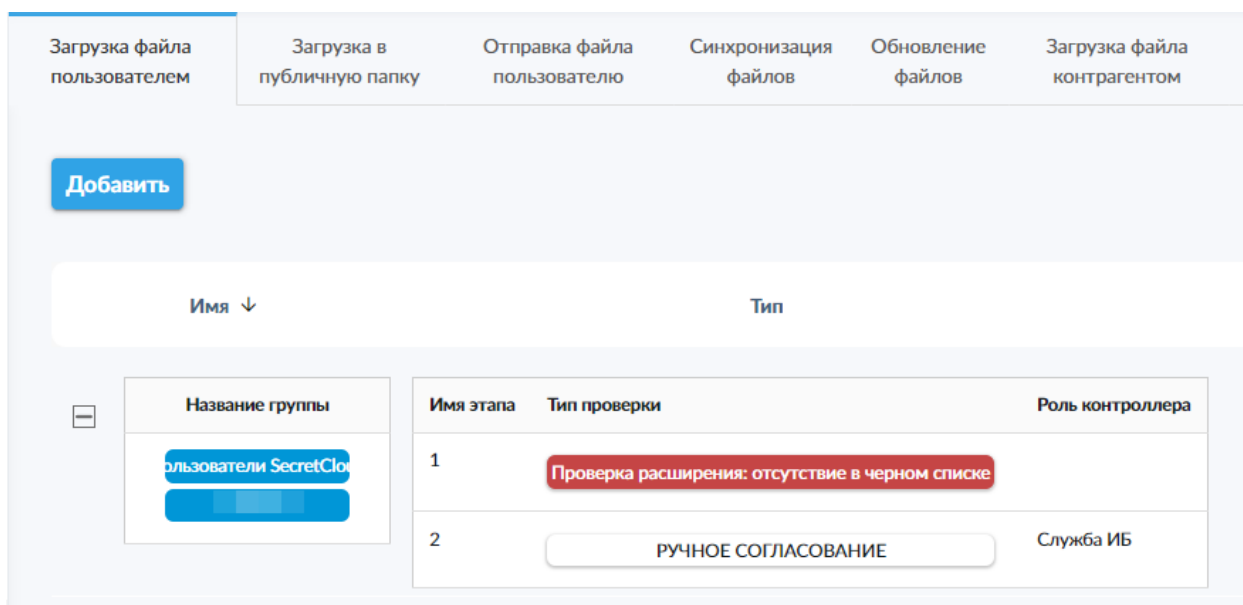 Загрузка файла пользователем
Загрузка в публичную папку
Отправка файла пользователю
Синхронизация файлов
Обновление файлов
Загрузка файла контрагентом
Добавить
Имя ↓ Тип
Название группы
ользователи SecretClo
Имя этапа Тип проверки Роль контроллера
1 Проверка расширения: отсутствие в черном списке
2 РУЧНОЕ СОГЛАСОВАНИЕ Служба ИБ